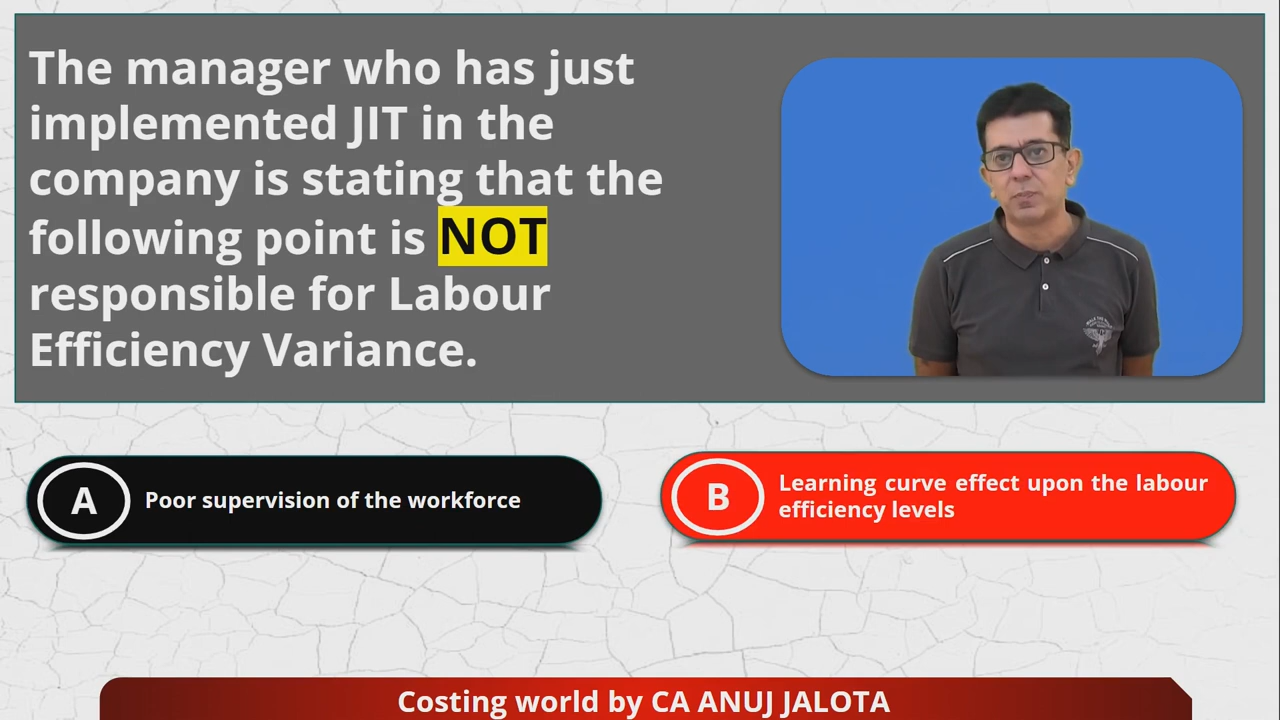 The manager who has just
implemented JIT in the
company is stating that the
following point is NOT
responsible for Labour
Efficiency Variance.
A
Poor supervision of the workforce
B
Learning curve effect upon the labour
efficiency levels
Costing world by CA ANUJ JALOTA